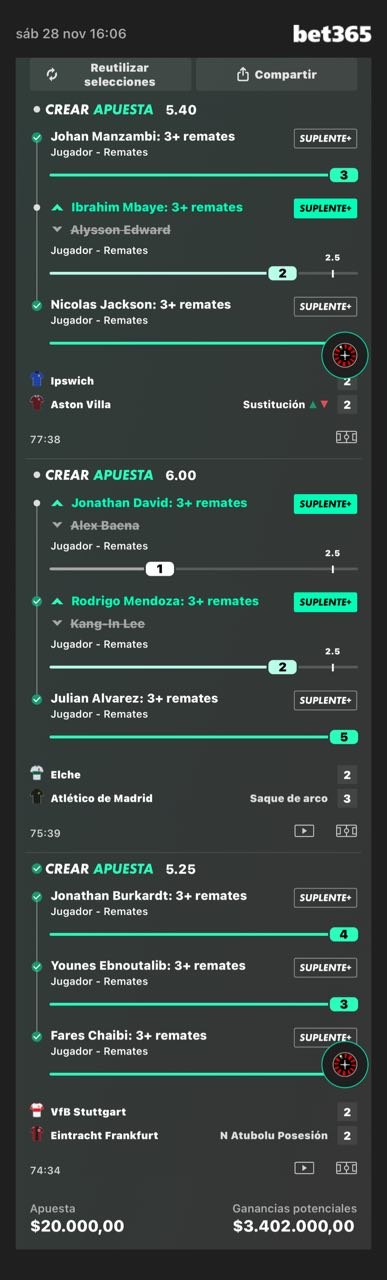 sáb 28 nov 16:06
bet365
Reutilizar
selecciones
Compartir
CREAR APUESTA 5.40
Johan Manzambi: 3+ remates
SUPLENTE+
Jugador - Remates
3
Ibrahim Mbaye: 3+ remates
SUPLENTE+
Alysson Edward
Jugador - Remates
2.5
2
Nicolas Jackson: 3+ remates
SUPLENTE+
Jugador - Remates
Ipswich
2
Aston Villa
Sustitución
2
77:38
CREAR APUESTA 6.00
Jonathan David: 3+ remates
SUPLENTE+
Alex Baena
Jugador - Remates
2.5
1
Rodrigo Mendoza: 3+ remates
SUPLENTE+
Kang-In Lee
Jugador - Remates
2.5
2
Julian Alvarez: 3+ remates
SUPLENTE+
Jugador - Remates
5
Elche
2
Atlético de Madrid
Saque de arco
3
75:39
CREAR APUESTA 5.25
Jonathan Burkardt: 3+ remates
SUPLENTE+
Jugador - Remates
4
Younes Ebnoutalib: 3+ remates
SUPLENTE+
Jugador - Remates
3
Fares Chaibi: 3+ remates
SUPLENTE+
Jugador - Remates
VfB Stuttgart
2
Eintracht Frankfurt
N Atubolu Posesión
2
74:34
Apuesta
Ganancias potenciales
$20.000,00
$3.402.000,00